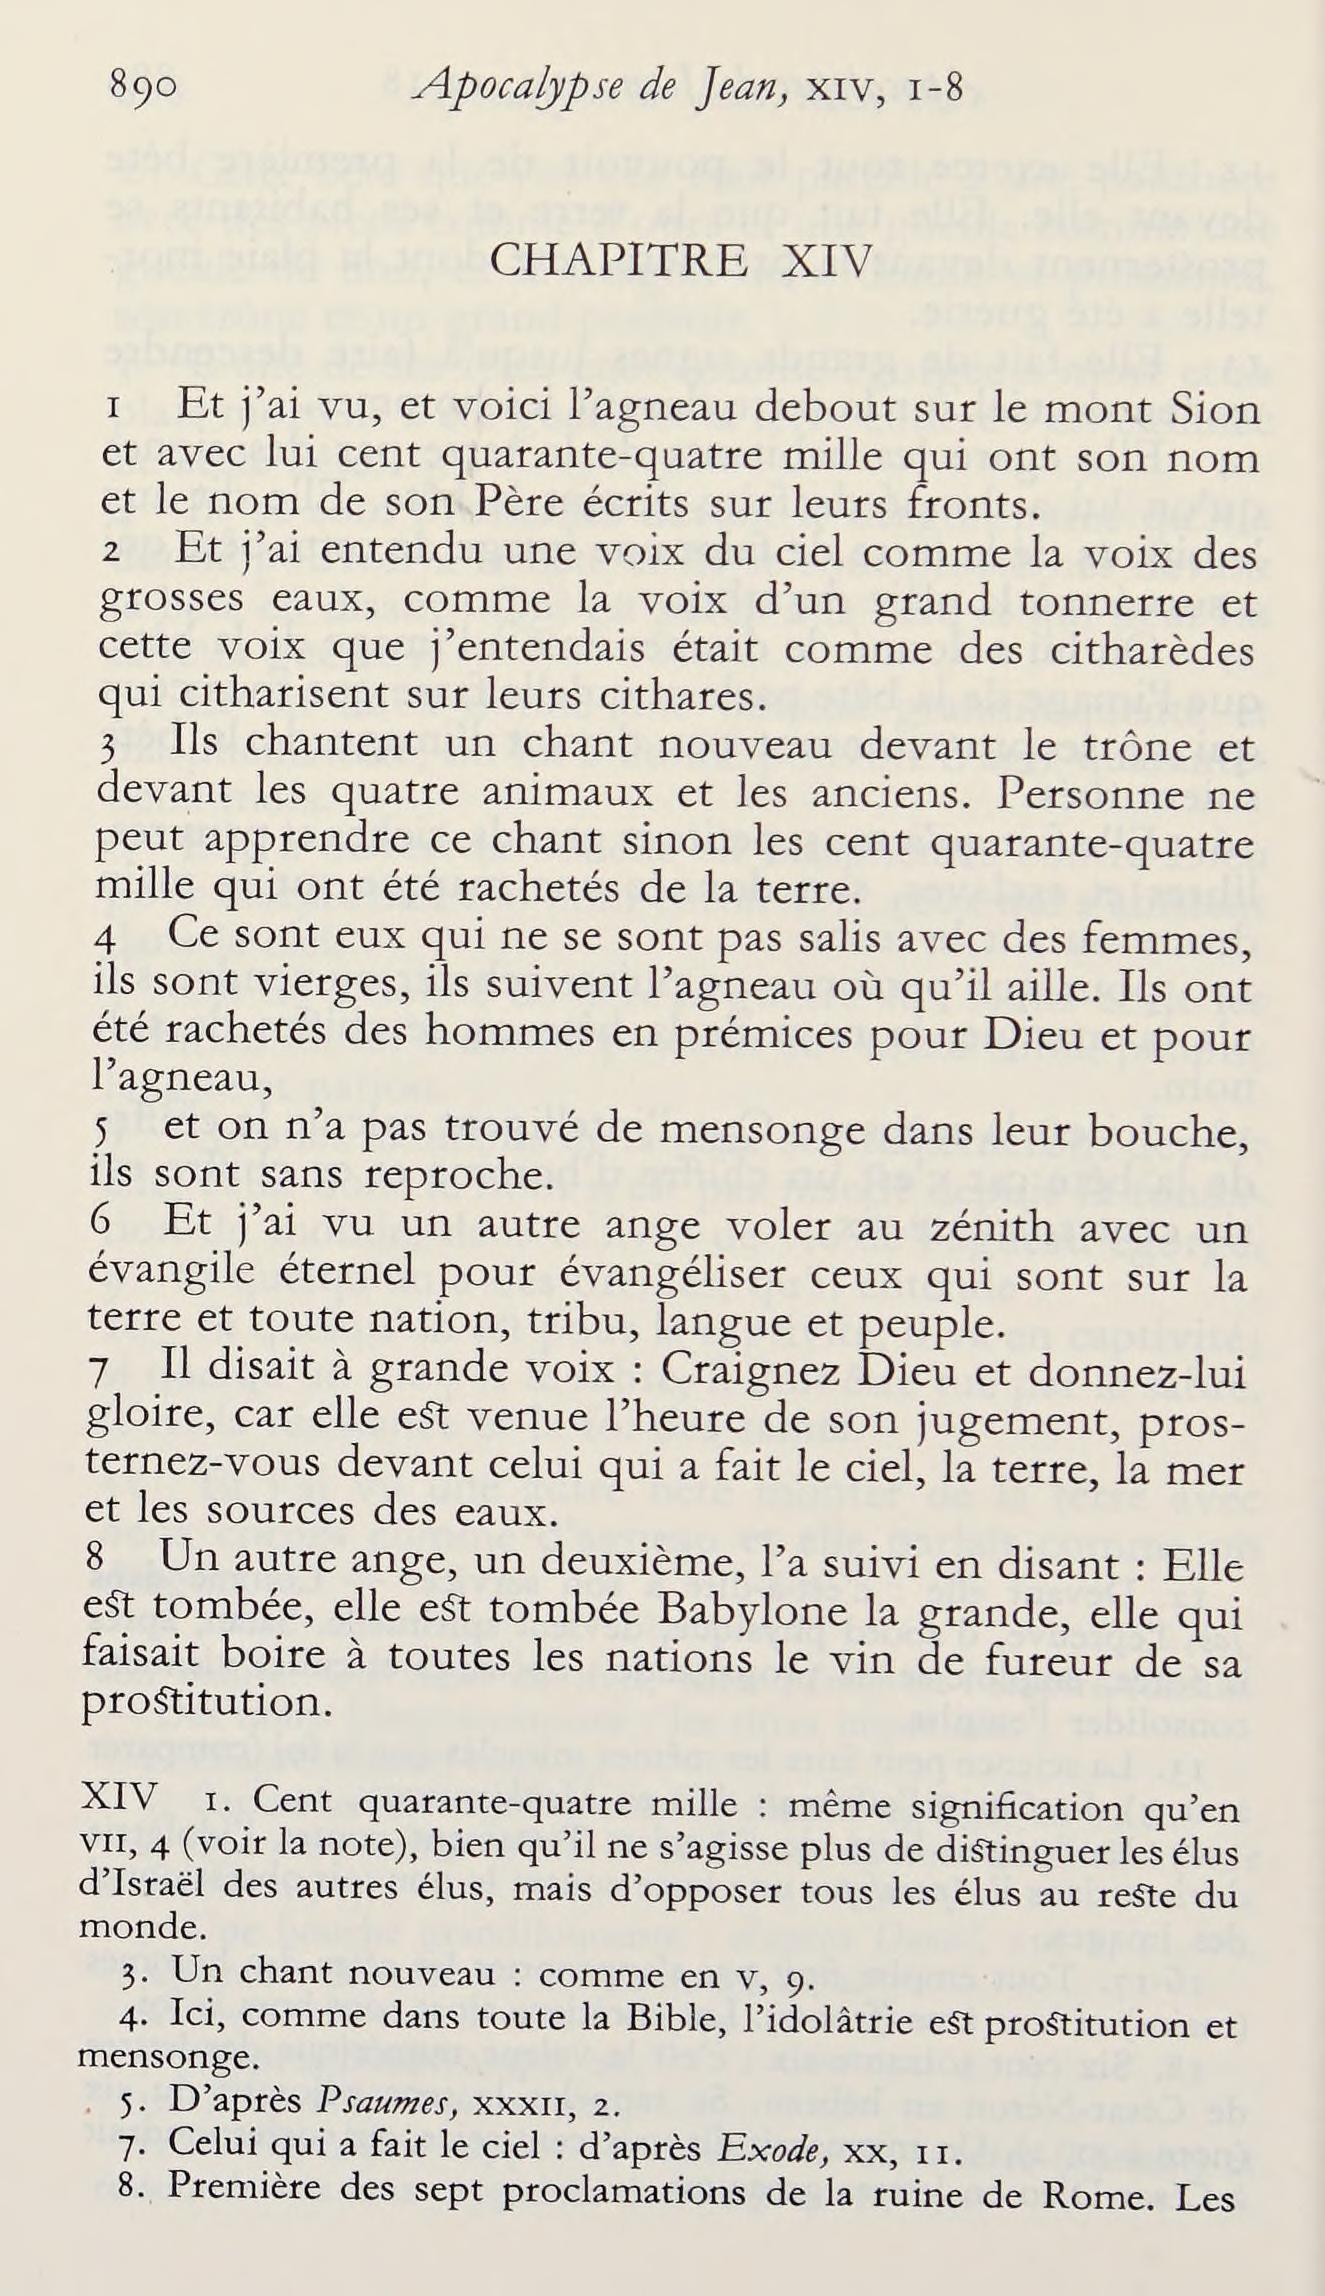 890 Apocalypse de Jean, XIV, 1-8
CHAPITRE XIV
1 Et j’ai vu, et voici l’agneau debout sur le mont Sion
et avec lui cent quarante-quatre mille qui ont son nom
et le nom de son Père écrits sur leurs fronts.
2 Et j’ai entendu une voix du ciel comme la voix des
grosses eaux, comme la voix d’un grand tonnerre et
cette voix que j’entendais était comme des citharèdes
qui citharisent sur leurs cithares.
3 Ils chantent un chant nouveau devant le trône et
devant les quatre animaux et les anciens. Personne ne
peut apprendre ce chant sinon les cent quarante-quatre
mille qui ont été rachetés de la terre.
4 Ce sont eux qui ne se sont pas salis avec des femmes,
ils sont vierges, ils suivent l’agneau où qu’il aille. Ils ont
été rachetés des hommes en prémices pour Dieu et pour
l’agneau,
5 et on n’a pas trouvé de mensonge dans leur bouche,
ils sont sans reproche.
6 Et j’ai vu un autre ange voler au zénith avec un
évangile éternel pour évangéliser ceux qui sont sur la
terre et toute nation, tribu, langue et peuple.
7 Il disait à grande voix : Craignez Dieu et donnez-lui
gloire, car elle est venue l’heure de son jugement, pros-
ternez-vous devant celui qui a fait le ciel, la terre, la mer
et les sources des eaux.
8 Un autre ange, un deuxième, l’a suivi en disant : Elle
est tombée, elle est tombée Babylone la grande, elle qui
faisait boire à toutes les nations le vin de fureur de sa
prostitution.
XIV 1. Cent quarante-quatre mille : même signification qu’en
VII, 4 (voir la note), bien qu’il ne s’agisse plus de distinguer les élus
d’Israël des autres élus, mais d’opposer tous les élus au reste du
monde.
3. Un chant nouveau : comme en V, 9.
4. Ici, comme dans toute la Bible, l’idolâtrie est prostitution et
mensonge.
5. D’après Psaumes, XXXII, 2.
7. Celui qui a fait le ciel : d’après Exode, XX, 11.
8. Première des sept proclamations de la ruine de Rome. Les